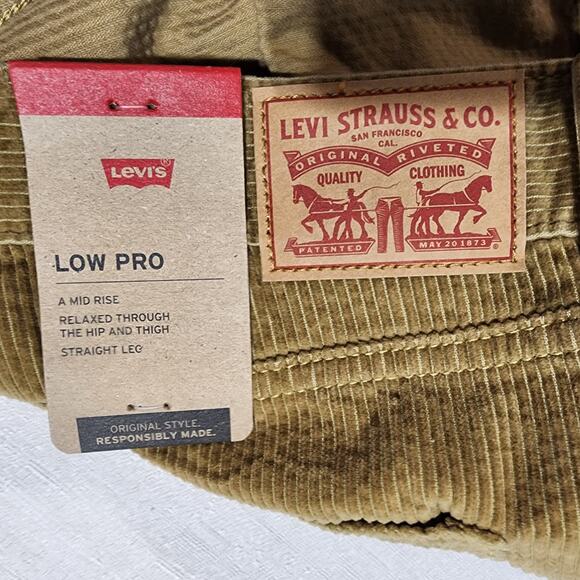 Levi's®
LOW PRO
A MID RISE
RELAXED THROUGH
THE HIP AND THIGH
STRAIGHT LEG
ORIGINAL STYLE.
RESPONSIBLY MADE.
LEVI STRAUSS & CO.
SAN FRANCISCO
CAL.
ORIGINAL RIVETED
QUALITY CLOTHING
PATENTED MAY 20 1873 ®